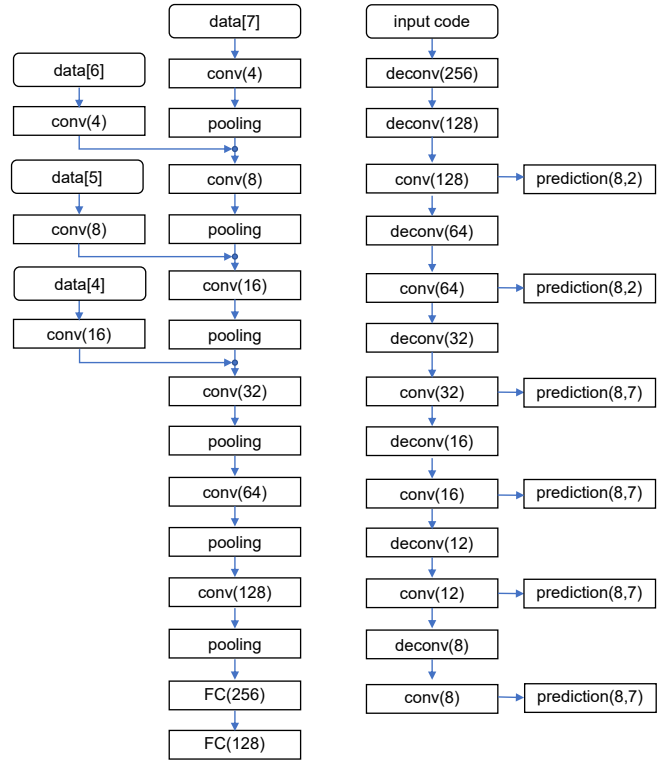 data[7]
conv(4)
pooling
data[6]
conv(4)
conv(8)
pooling
data[5]
conv(8)
conv(16)
pooling
data[4]
conv(16)
conv(32)
pooling
conv(64)
pooling
conv(128)
pooling
FC(256)
FC(128)
input code
deconv(256)
deconv(128)
conv(128)
prediction(8,2)
deconv(64)
conv(64)
prediction(8,2)
deconv(32)
conv(32)
prediction(8,7)
deconv(16)
conv(16)
prediction(8,7)
deconv(12)
conv(12)
prediction(8,7)
deconv(8)
conv(8)
prediction(8,7)